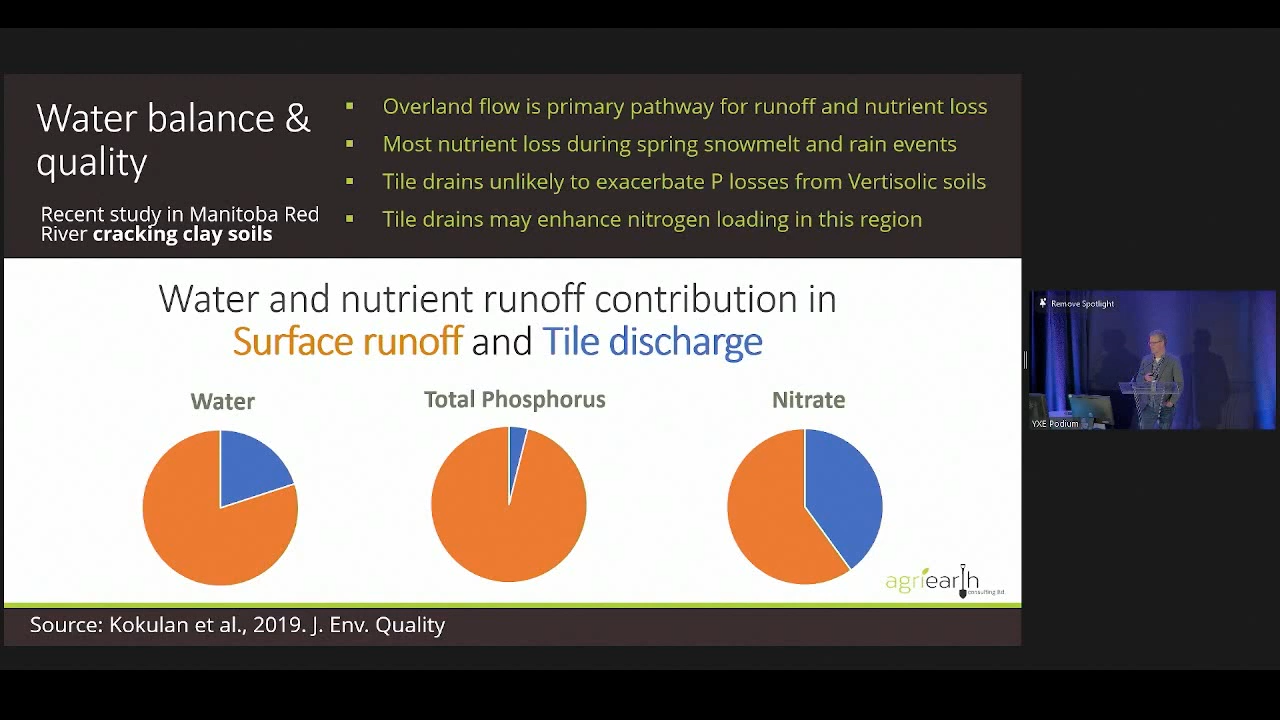 Water balance &
quality
Recent study in Manitoba Red
River cracking clay soils
▪ Overland flow is primary pathway for runoff and nutrient loss
▪ Most nutrient loss during spring snowmelt and rain events
▪ Tile drains unlikely to exacerbate P losses from Vertisolic soils
▪ Tile drains may enhance nitrogen loading in this region
Water and nutrient runoff contribution in
Surface runoff and Tile discharge
Water
Total Phosphorus
Nitrate
agriearth
consulting ltd.
Source: Kokulan et al., 2019. J. Env. Quality
Remove Spotlight
YXE Podium